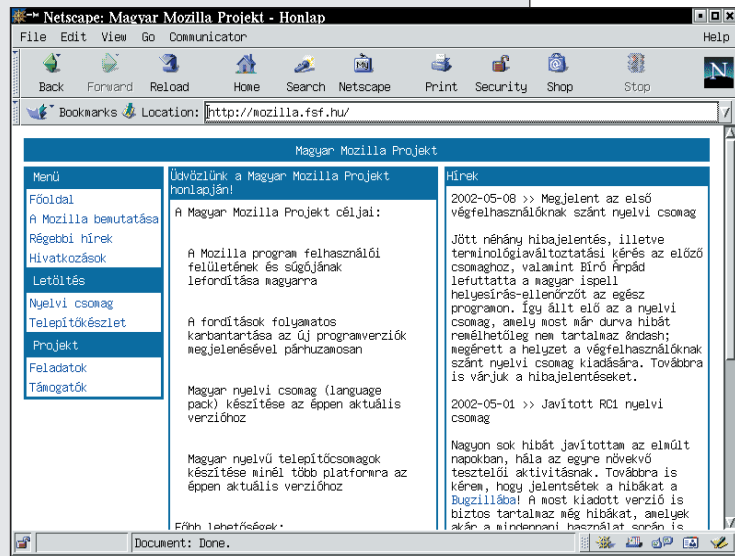 Netscape: Magyar Mozilla Projekt - Honlap
File Edit View Go Communicator Help
Back Forward Reload Home Search Netscape Print Security Shop Stop
Bookmarks Location: http://mozilla.fsf.hu/
Magyar Mozilla Projekt
Menü
Főoldal
A Mozilla bemutatása
Régebbi hírek
Hivatkozások
Letöltés
Nyelvi csomag
Telepítőkészlet
Projekt
Feladatok
Támogatók
Üdvözlünk a Magyar Mozilla Projekt
honlapján!
A Magyar Mozilla Projekt céljai:
A Mozilla program felhasználói
felületének és súgójának
lefordítása magyarra
A fordítások folyamatos
karbantartása az új programverziók
megjelenésével párhuzamosan
Magyar nyelvi csomag (language
pack) készítése az éppen aktuális
verzióhoz
Magyar nyelvű telepítőcsomagok
készítése minél több platformra az
éppen aktuális verzióhoz
Főbb lehetőségek:
Hírek
2002-05-08 >> Megjelent az első
végfelhasználóknak szánt nyelvi csomag
Jött néhány hibajelentés, illetve
terminológiaváltoztatási kérés az előző
csomaghoz, valamint Bíró Árpád
lefuttatta a magyar ispell
helyesírás-ellenőrzőt az egész
programon. Így állt elő az a nyelvi
csomag, amely most már durva hibát
remélhetőleg nem tartalmaz &ndash;
megérett a helyzet a végfelhasználóknak
szánt nyelvi csomag kiadására. Továbbra
is várjuk a hibajelentéseket.
2002-05-01 >> Javított RC1 nyelvi
csomag
Nagyon sok hibát javítottam az elmúlt
napokban, hála az egyre növekvő
tesztelői aktivitásnak. Továbbra is
kérem, hogy jelentsétek a hibákat a
Bugzillába! A most kiadott verzió is
biztos tartalmaz még hibákat, amelyek
akár a mindennapi használat során is
Document: Done.